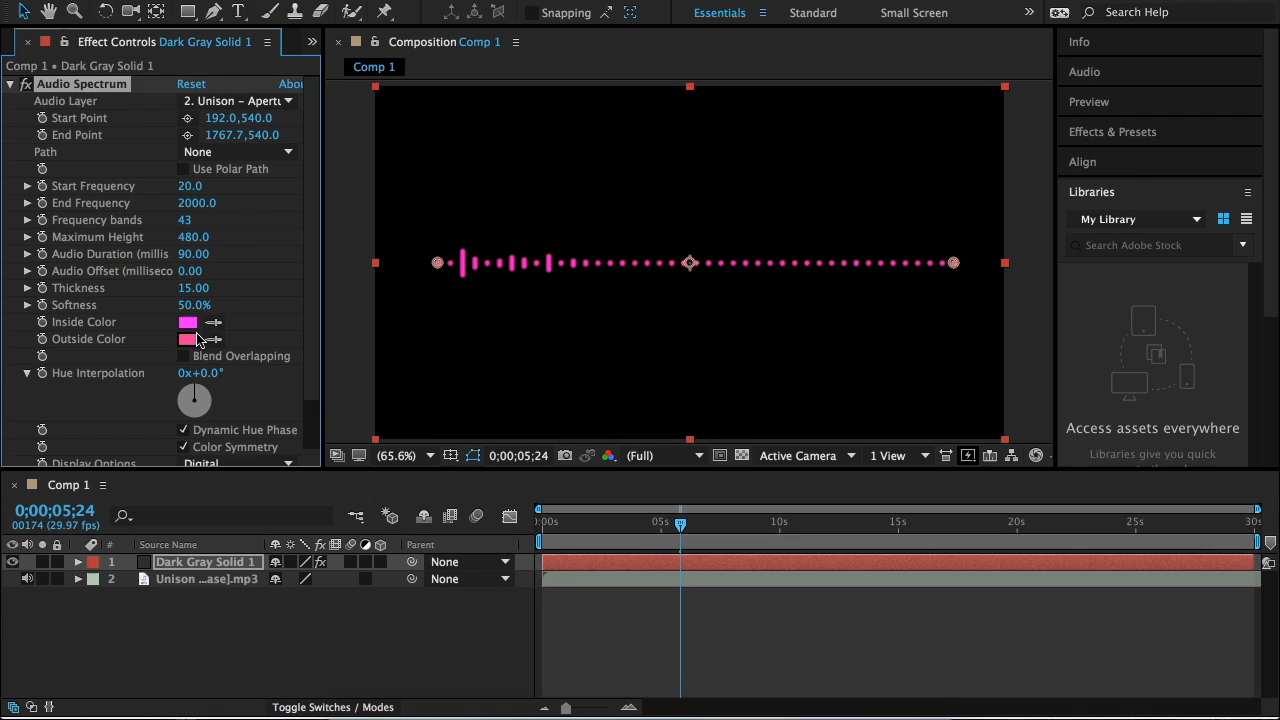 Snapping
Essentials
Standard
Small Screen
Search Help
Effect Controls Dark Gray Solid 1
Comp 1 • Dark Gray Solid 1
fx Audio Spectrum
Reset
Abou
Audio Layer
2. Unison – Apertu
Start Point
192.0,540.0
End Point
1767.7,540.0
Path
None
Use Polar Path
Start Frequency
20.0
End Frequency
2000.0
Frequency bands
43
Maximum Height
480.0
Audio Duration (millis
90.00
Audio Offset (milliseco
0.00
Thickness
15.00
Softness
50.0%
Inside Color
Outside Color
Blend Overlapping
Hue Interpolation
0x+0.0°
Dynamic Hue Phase
Color Symmetry
Display Options
Digital
Composition Comp 1
Comp 1
(65.6%)
0;00;05;24
(Full)
Active Camera
1 View
Info
Audio
Preview
Effects & Presets
Align
Libraries
My Library
Search Adobe Stock
Access assets everywhere
Libraries give you quick
Comp 1
0;00;05;24
00174 (29.97 fps)
:00s
05s
10s
15s
20s
25s
30s
#
Source Name
fx
Parent
1
Dark Gray Solid 1
fx
None
2
Unison ...ase].mp3
None
Toggle Switches / Modes